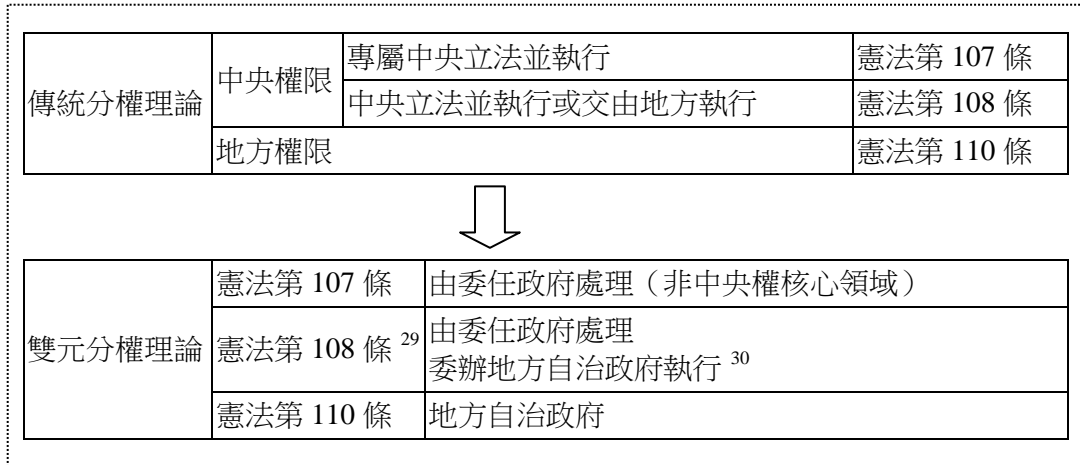 傳統分權理論
中央權限
專屬中央立法並執行
憲法第 107 條
中央立法並執行或交由地方執行
憲法第 108 條
地方權限
憲法第 110 條
雙元分權理論
憲法第 107 條
由委任政府處理（非中央權核心領域）
憲法第 108 條 29
由委任政府處理
委辦地方自治政府執行 30
憲法第 110 條
地方自治政府